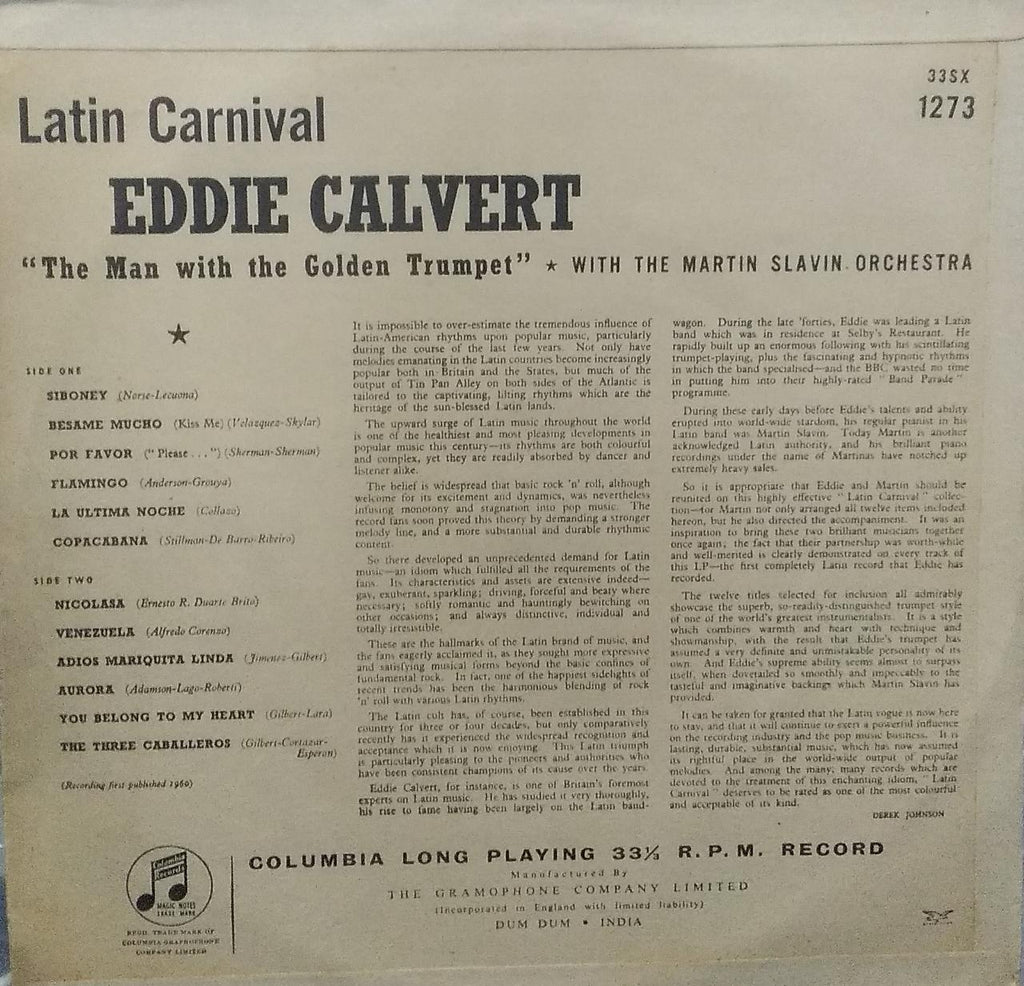 33SX
1273
Latin Carnival
EDDIE CALVERT
"The Man with the Golden Trumpet" ★ WITH THE MARTIN SLAVIN ORCHESTRA
★
SIDE ONE
SIBONEY (Norse-Lecuona)
BESAME MUCHO (Kiss Me) (Velazquez-Skylar)
POR FAVOR ("Please . . .") (Sherman-Sherman)
FLAMINGO (Anderson-Grouya)
LA ULTIMA NOCHE (Collazo)
COPACABANA (Stillman-De Barro-Ribeiro)
SIDE TWO
NICOLASA (Ernesto R. Duarte Brito)
VENEZUELA (Alfredo Corenzo)
ADIOS MARIQUITA LINDA (Jimenez-Gilbert)
AURORA (Adamson-Lago-Roberti)
YOU BELONG TO MY HEART (Gilbert-Lara)
THE THREE CABALLEROS (Gilbert-Cortazar-
Esperon)
(Recording first published 1960)
It is impossible to over-estimate the tremendous influence of
Latin-American rhythms upon popular music, particularly
during the course of the last few years. Not only have
melodies emanating in the Latin countries become increasingly
popular both in Britain and the States, but much of the
output of Tin Pan Alley on both sides of the Atlantic is
tailored to the captivating, lilting rhythms which are the
heritage of the sun-blessed Latin lands.
The upward surge of Latin music throughout the world
is one of the healthiest and most pleasing developments in
popular music this century—its rhythms are both colourful
and complex, yet they are readily absorbed by dancer and
listener alike.
The belief is widespread that basic rock 'n' roll, although
welcome for its excitement and dynamics, was nevertheless
infusing monotony and stagnation into pop music. The
record fans soon proved this theory by demanding a stronger
melody line, and a more substantial and durable rhythmic
content.
So there developed an unprecedented demand for Latin
music—an idiom which fulfilled all the requirements of the
fans. Its characteristics and assets are extensive indeed—
gay, exuberant, sparkling; driving, forceful and beaty where
necessary; softly romantic and hauntingly bewitching on
other occasions; and always distinctive, individual and
totally irresistible.
These are the hallmarks of the Latin brand of music, and
the fans eagerly acclaimed it, as they sought more expressive
and satisfying musical forms beyond the basic confines of
fundamental rock. In fact, one of the happiest sidelights of
recent trends has been the harmonious blending of rock
'n' roll with various Latin rhythms.
The Latin cult has, of course, been established in this
country for three or four decades, but only comparatively
recently has it experienced the widespread recognition and
acceptance which it is now enjoying. This Latin triumph
is particularly pleasing to the pioneers and authorities who
have been consistent champions of its cause over the years.
Eddie Calvert, for instance, is one of Britain's foremost
experts on Latin music. He has studied it very thoroughly,
his rise to fame having been largely on the Latin band-
wagon. During the late 'forties, Eddie was leading a Latin
band which was in residence at Selby's Restaurant. He
rapidly built up an enormous following with his scintillating
trumpet-playing, plus the fascinating and hypnotic rhythms
in which the band specialised—and the BBC wasted no time
in putting him into their highly-rated "Band Parade"
programme.
During these early days before Eddie's talents and ability
erupted into world-wide stardom, his regular pianist in his
Latin band was Martin Slavin. Today Martin is another
acknowledged Latin authority, and his brilliant piano
recordings under the name of Martinas have notched up
extremely heavy sales.
So it is appropriate that Eddie and Martin should be
reunited on this highly effective "Latin Carnival" collec-
tion—for Martin not only arranged all twelve items included
hereon, but he also directed the accompaniment. It was an
inspiration to bring these two brilliant musicians together
once again; the fact that their partnership was worth-while
and well-merited is clearly demonstrated on every track of
this LP—the first completely Latin record that Eddie has
recorded.
The twelve titles selected for inclusion all admirably
showcase the superb, so-readily-distinguished trumpet style
of one of the world's greatest instrumentalists. It is a style
which combines warmth and heart with technique and
showmanship, with the result that Eddie's trumpet has
assumed a very definite and unmistakable personality of its
own. And Eddie's supreme ability seems almost to surpass
itself, when dovetailed so smoothly and impeccably to the
tasteful and imaginative backings which Martin Slavin has
provided.
It can be taken for granted that the Latin vogue is now here
to stay, and that it will continue to exert a powerful influence
on the recording industry and the pop music business. It is
lasting, durable, substantial music, which has now assumed
its rightful place in the world-wide output of popular
melodies. And among the many, many records which are
devoted to the treatment of this enchanting idiom, "Latin
Carnival" deserves to be rated as one of the most colourful
and acceptable of its kind.
DEREK JOHNSON
Columbia
Records
MAGIC NOTES
TRADE MARK
REGD. TRADE MARK OF
COLUMBIA GRAPHOPHONE
COMPANY LIMITED
COLUMBIA LONG PLAYING 33⅓ R.P.M. RECORD
Manufactured By
THE GRAMOPHONE COMPANY LIMITED
(Incorporated in England with limited liability)
DUM DUM • INDIA